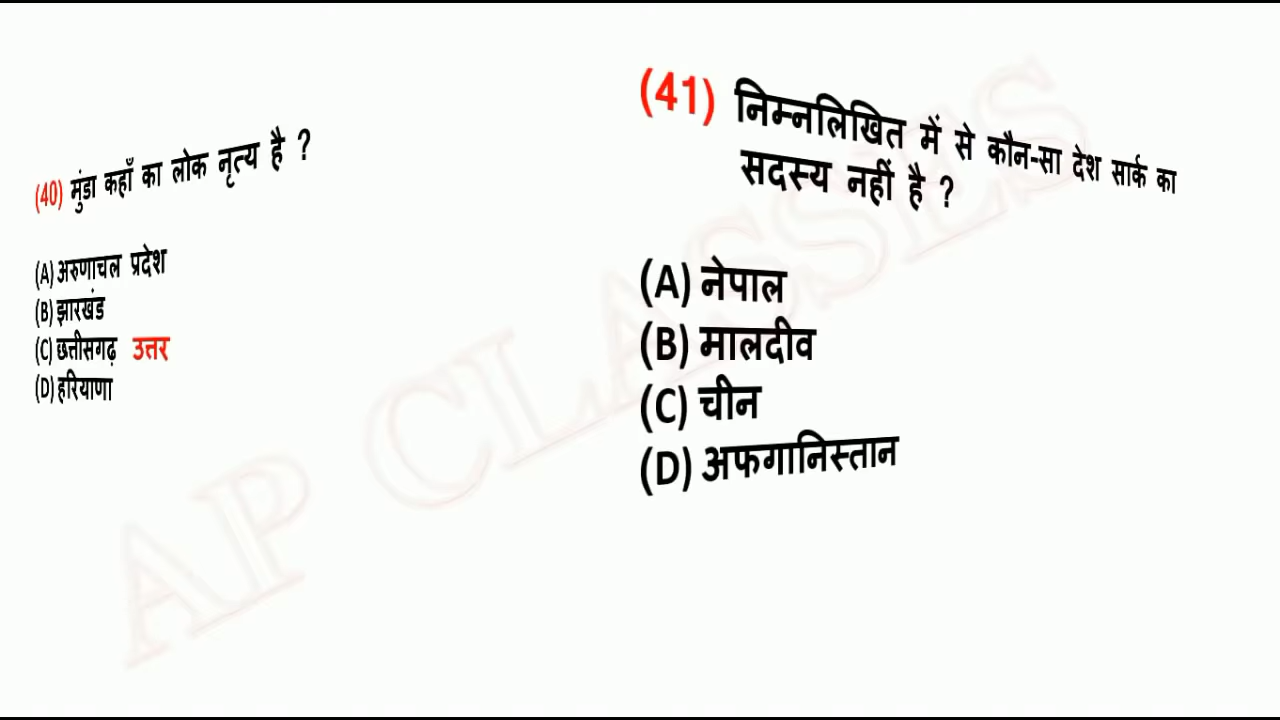 (40) मुंडा कहाँ का लोक नृत्य है ?
(A) अरुणाचल प्रदेश
(B) झारखंड
(C) छत्तीसगढ़ उत्तर
(D) हरियाणा
(41) निम्नलिखित में से कौन-सा देश सार्क का
सदस्य नहीं है ?
(A) नेपाल
(B) मालदीव
(C) चीन
(D) अफगानिस्तान
AP CLASSES